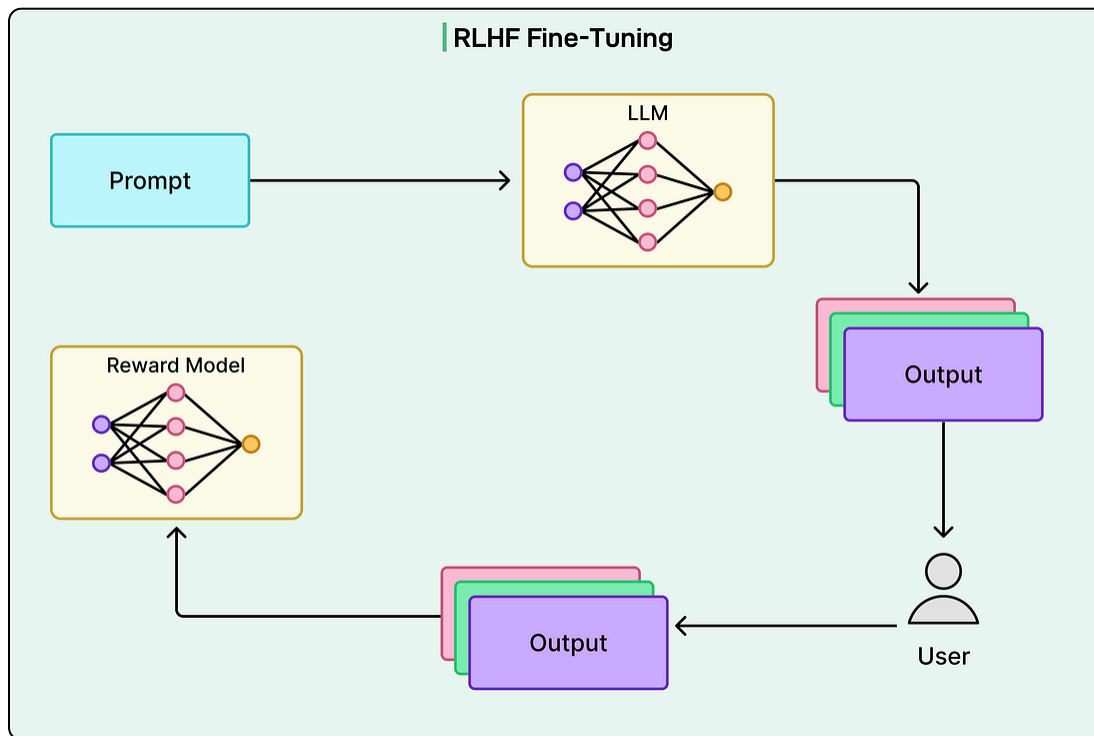 RLHF Fine-Tuning
LLM
Prompt
Reward Model
Output
Output
User